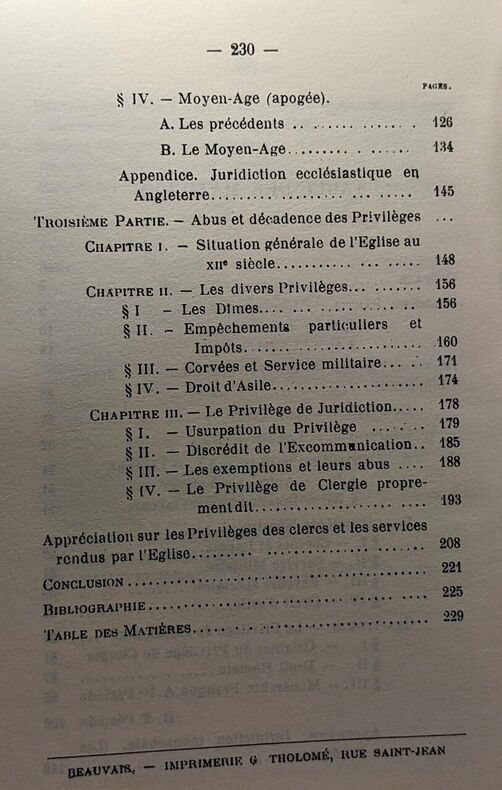 — 230 —
PAGES.
§ IV. — Moyen-Age (apogée).
A. Les précédents .. .............. 126
B. Le Moyen-Age................... 134
Appendice. Juridiction ecclésiastique en
Angleterre........................... 145
TROISIÈME PARTIE. — Abus et décadence des Privilèges ...
CHAPITRE I. — Situation générale de l'Eglise au
XIIe siècle..................... 148
CHAPITRE II. — Les divers Privilèges........... 156
§ I — Les Dîmes......................... 156
§ II. — Empêchements particuliers et
Impôts........................... 160
§ III. — Corvées et Service militaire... .. 171
§ IV. — Droit d'Asile................... 174
CHAPITRE III. — Le Privilège de Juridiction..... 178
§ I. — Usurpation du Privilège ....... 179
§ II. — Discrédit de l'Excommunication.. 185
§ III. — Les exemptions et leurs abus .... 188
§ IV. — Le Privilège de Clergie propre-
ment dit......................... 193
Appréciation sur les Privilèges des clercs et les services
rendus par l'Eglise........................ 208
CONCLUSION................................. 221
BIBLIOGRAPHIE.............................. 225
TABLE DES MATIÈRES......................... 229
BEAUVAIS. — IMPRIMERIE G THOLOMÉ, RUE SAINT-JEAN